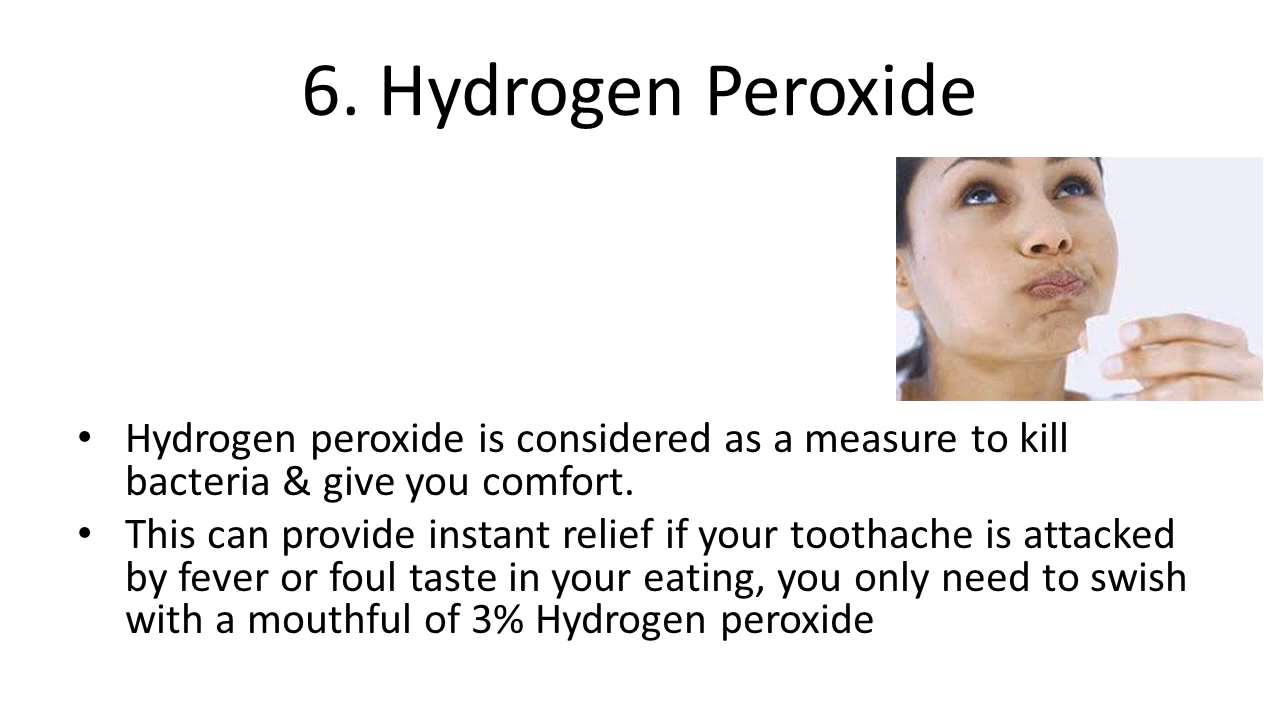 6. Hydrogen Peroxide
• Hydrogen peroxide is considered as a measure to kill
bacteria & give you comfort.
• This can provide instant relief if your toothache is attacked
by fever or foul taste in your eating, you only need to swish
with a mouthful of 3% Hydrogen peroxide